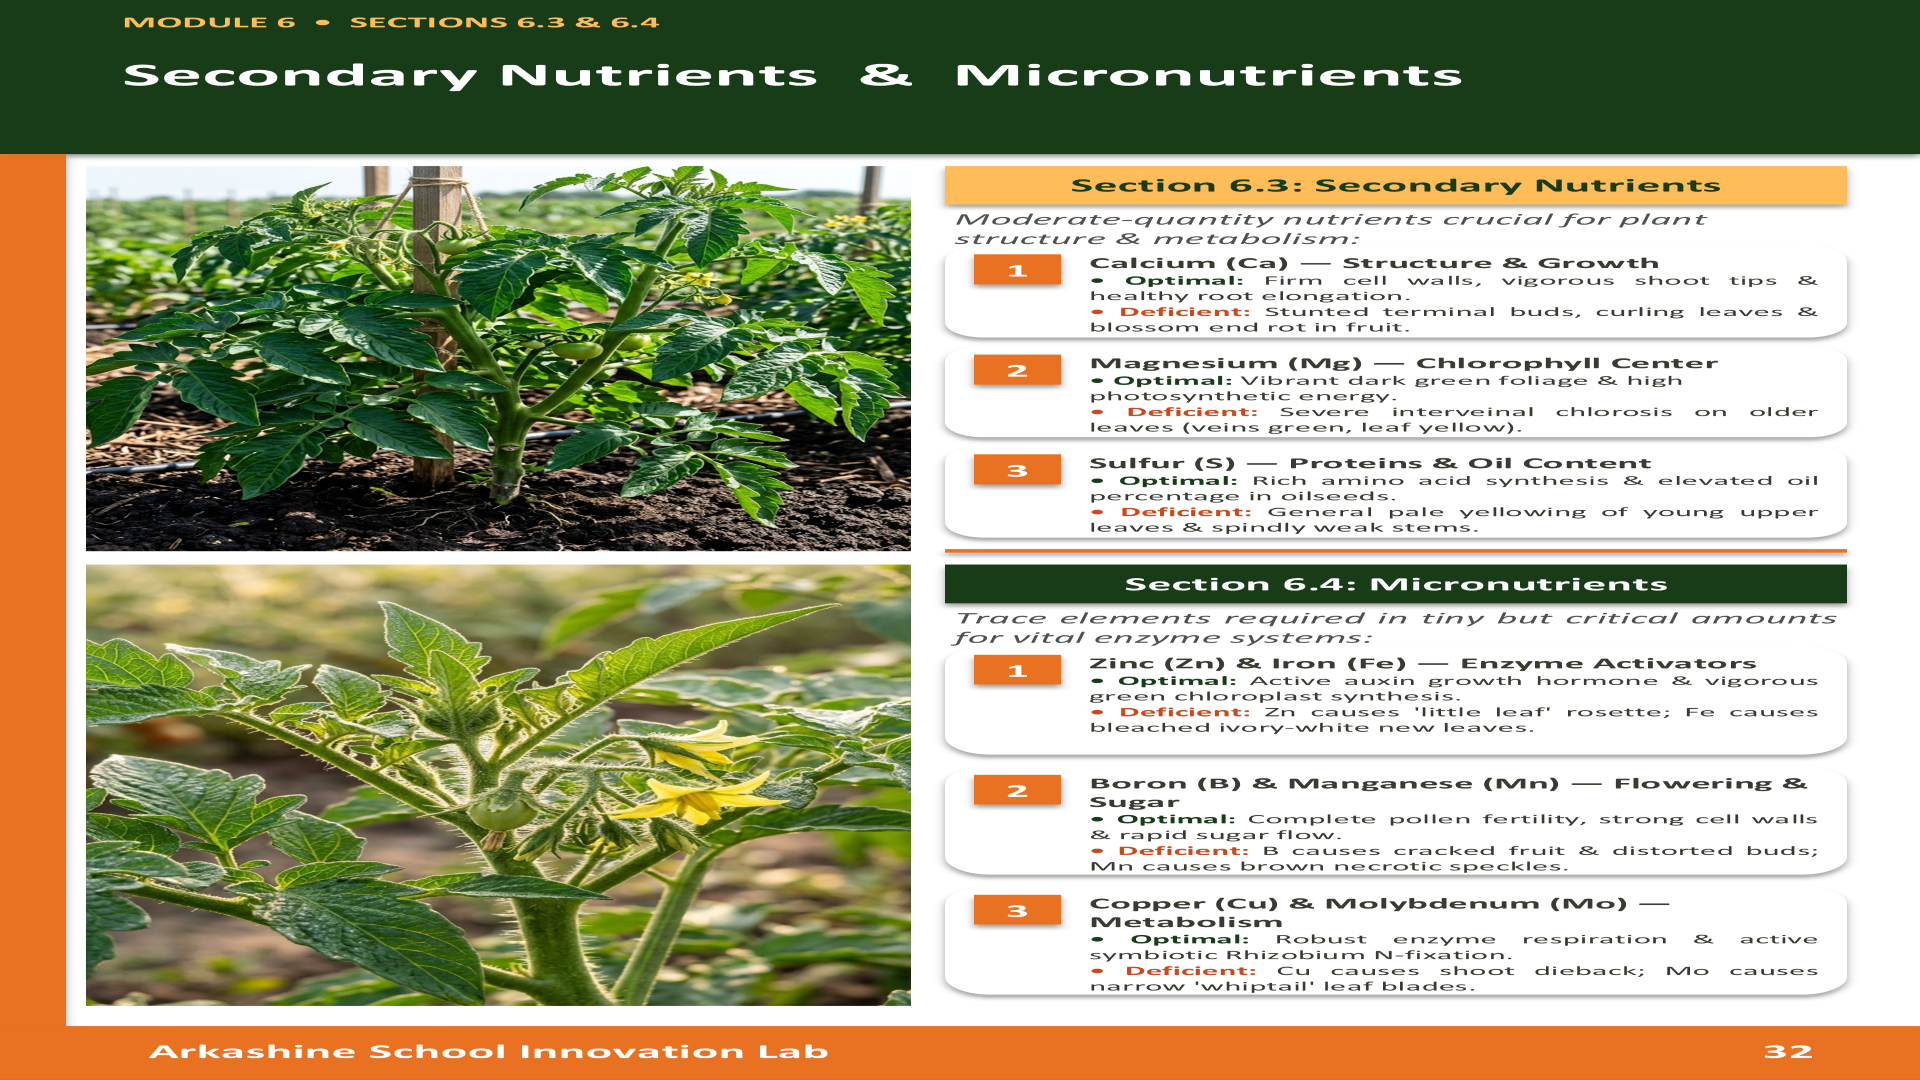 MODULE 6 • SECTIONS 6.3 & 6.4
Secondary Nutrients & Micronutrients
Section 6.3: Secondary Nutrients
Moderate-quantity nutrients crucial for plant
structure & metabolism:
1
Calcium (Ca) — Structure & Growth
• Optimal: Firm cell walls, vigorous shoot tips &
healthy root elongation.
• Deficient: Stunted terminal buds, curling leaves &
blossom end rot in fruit.
2
Magnesium (Mg) — Chlorophyll Center
• Optimal: Vibrant dark green foliage & high
photosynthetic energy.
• Deficient: Severe interveinal chlorosis on older
leaves (veins green, leaf yellow).
3
Sulfur (S) — Proteins & Oil Content
• Optimal: Rich amino acid synthesis & elevated oil
percentage in oilseeds.
• Deficient: General pale yellowing of young upper
leaves & spindly weak stems.
Section 6.4: Micronutrients
Trace elements required in tiny but critical amounts
for vital enzyme systems:
1
Zinc (Zn) & Iron (Fe) — Enzyme Activators
• Optimal: Active auxin growth hormone & vigorous
green chloroplast synthesis.
• Deficient: Zn causes 'little leaf' rosette; Fe causes
bleached ivory-white new leaves.
2
Boron (B) & Manganese (Mn) — Flowering &
Sugar
• Optimal: Complete pollen fertility, strong cell walls
& rapid sugar flow.
• Deficient: B causes cracked fruit & distorted buds;
Mn causes brown necrotic speckles.
3
Copper (Cu) & Molybdenum (Mo) —
Metabolism
• Optimal: Robust enzyme respiration & active
symbiotic Rhizobium N-fixation.
• Deficient: Cu causes shoot dieback; Mo causes
narrow 'whiptail' leaf blades.
Arkashine School Innovation Lab
32